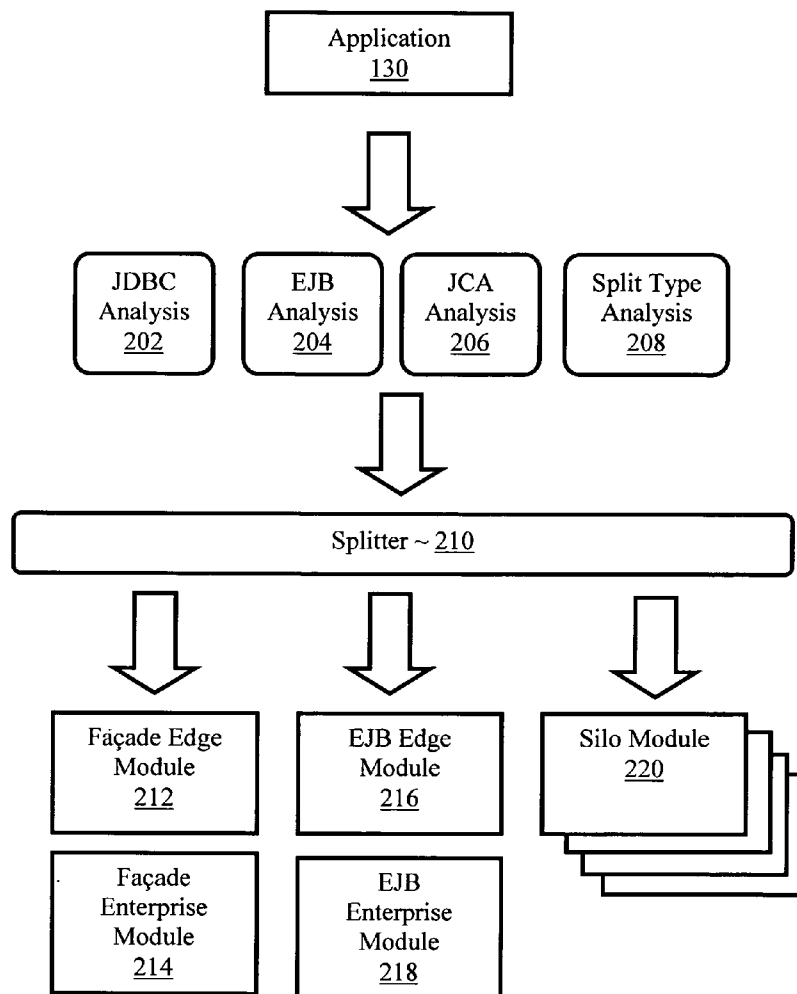 Application
130
JDBC
Analysis
202
EJB
Analysis
204
JCA
Analysis
206
Split Type
Analysis
208
Splitter ~ 210
Façade Edge
Module
212
EJB Edge
Module
216
Silo Module
220
Façade
Enterprise
Module
214
EJB
Enterprise
Module
218